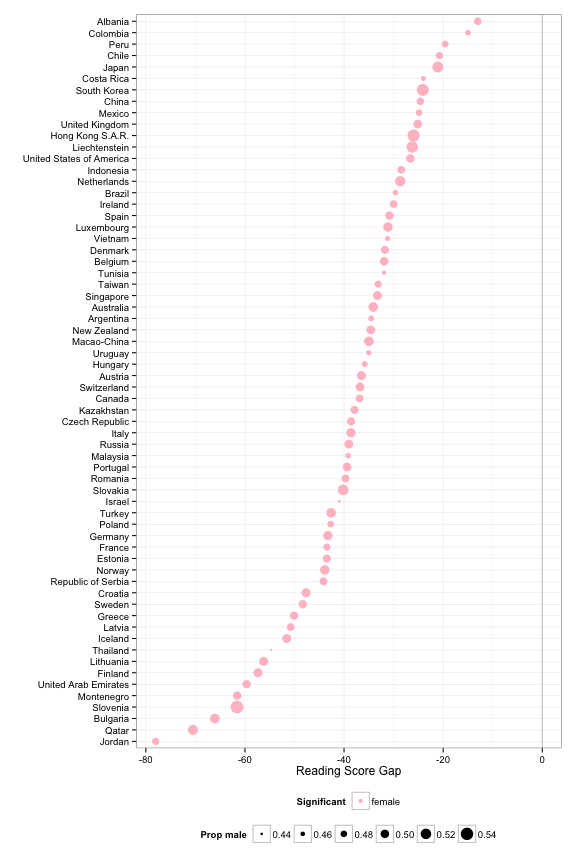 Albania
Colombia
Peru
Chile
Japan
Costa Rica
South Korea
China
Mexico
United Kingdom
Hong Kong S.A.R.
Liechtenstein
United States of America
Indonesia
Netherlands
Brazil
Ireland
Spain
Luxembourg
Vietnam
Denmark
Belgium
Tunisia
Taiwan
Singapore
Australia
Argentina
New Zealand
Macao-China
Uruguay
Hungary
Austria
Switzerland
Canada
Kazakhstan
Czech Republic
Italy
Russia
Malaysia
Portugal
Romania
Slovakia
Israel
Turkey
Poland
Germany
France
Estonia
Norway
Republic of Serbia
Croatia
Sweden
Greece
Latvia
Iceland
Thailand
Lithuania
Finland
United Arab Emirates
Montenegro
Slovenia
Bulgaria
Qatar
Jordan
-80 -60 -40 -20 0
Reading Score Gap
Significant female
Prop male 0.44 0.46 0.48 0.50 0.52 0.54